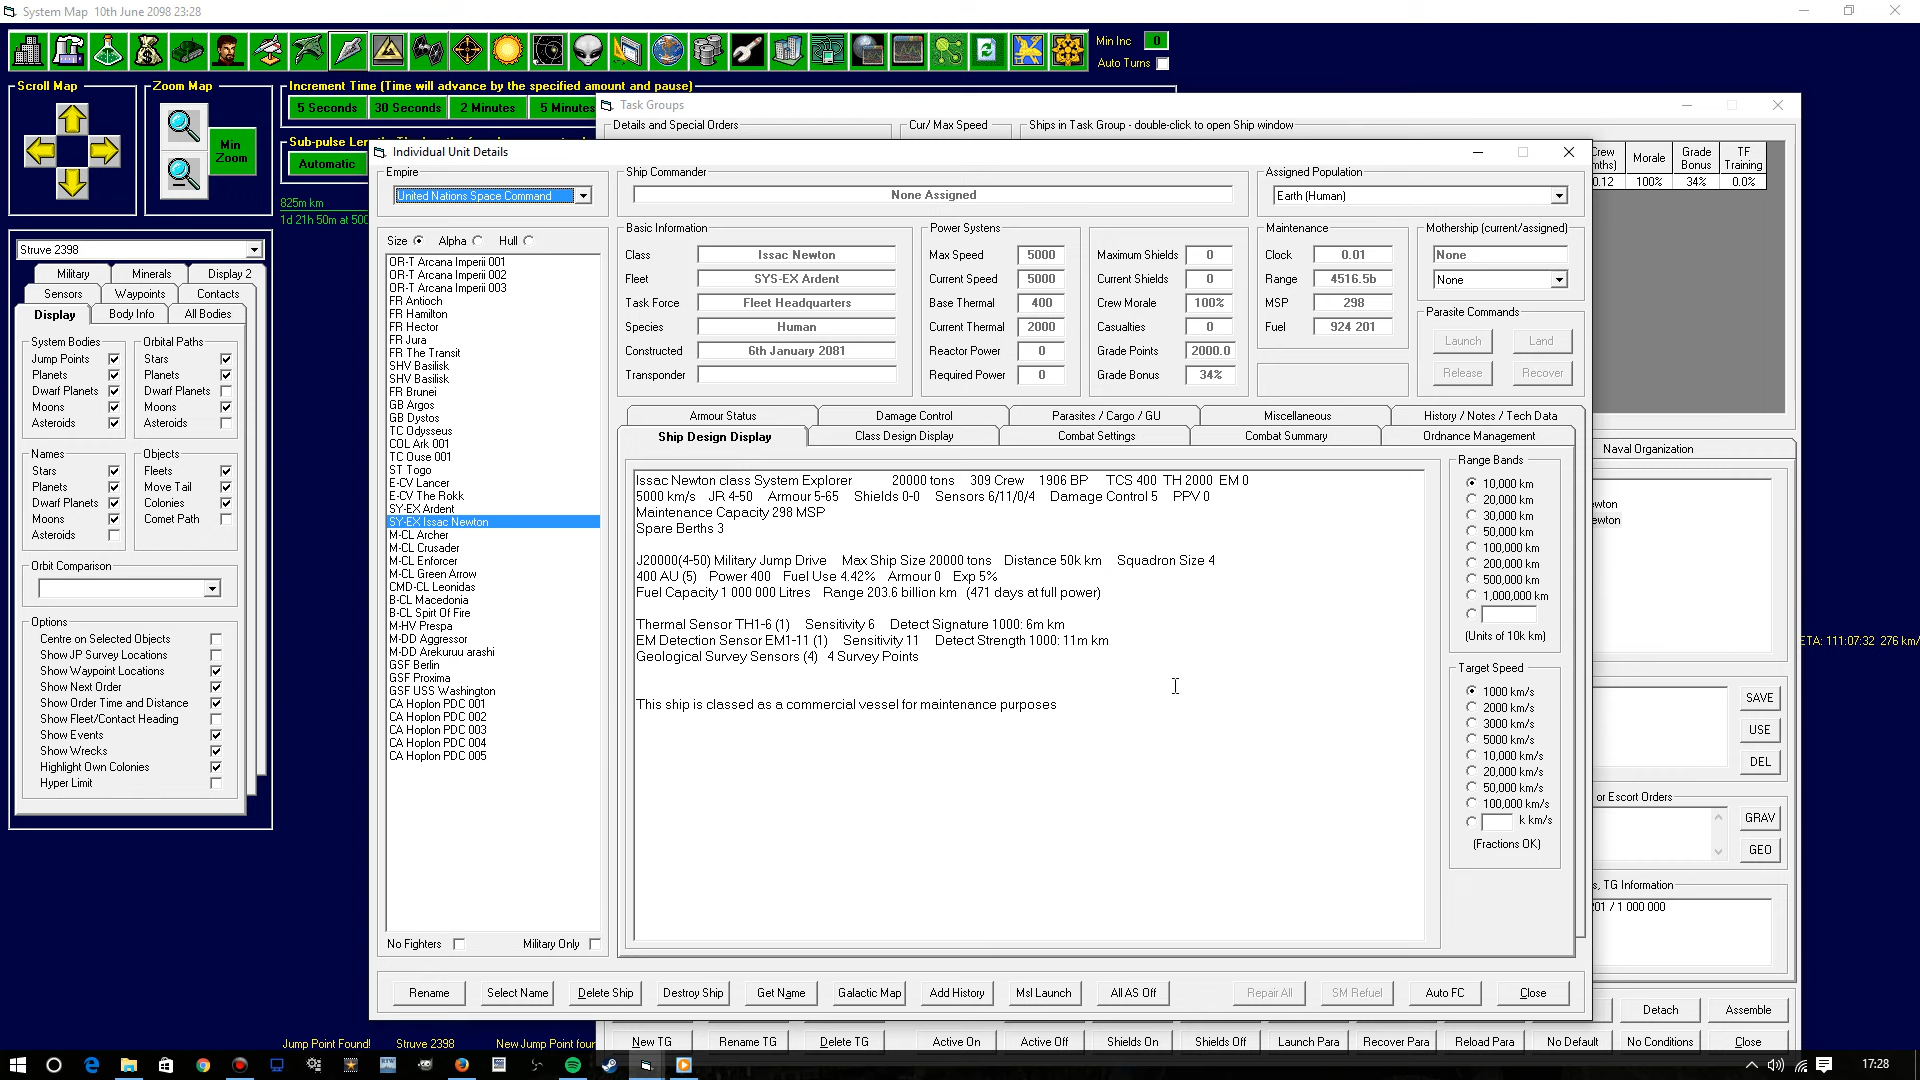 System Map   10th June 2098 23:28
Min Inc 0
Auto Turns
Scroll Map
Zoom Map
Min Zoom
Increment Time (Time will advance by the specified amount and pause)
5 Seconds 30 Seconds 2 Minutes 5 Minutes
Automatic
825m km
1d 21h 50m at
Task Groups
Details and Special Orders
Cur/ Max Speed
Ships in Task Group - double-click to open Ship window
Morale Grade Bonus TF Training
0.12 100% 34% 0.0%
Struve 2398
Military Minerals Display 2
Sensors Waypoints Contacts
Display Body Info All Bodies
System Bodies
Jump Points
Planets
Dwarf Planets
Moons
Asteroids
Orbital Paths
Stars
Planets
Dwarf Planets
Moons
Asteroids
Names
Stars
Planets
Dwarf Planets
Moons
Asteroids
Objects
Fleets
Move Tail
Colonies
Comet Path
Orbit Comparison
Options
Centre on Selected Objects
Show JP Survey Locations
Show Waypoint Locations
Show Next Order
Show Order Time and Distance
Show Fleet/Contact Heading
Show Events
Show Wrecks
Highlight Own Colonies
Hyper Limit
Individual Unit Details
Empire
United Nations Space Command
Size Alpha Hull
OR-T Arcana Imperii 001
OR-T Arcana Imperii 002
OR-T Arcana Imperii 003
FR Antioch
FR Hamilton
FR Hector
FR Jura
FR The Transit
SHV Basilisk
SHV Basilisk
FR Brunei
GB Argos
GB Dystos
TC Odysseus
COL Ark 001
TC Ouse 001
ST Togo
E-CV Lancer
E-CV The Rokk
SY-EX Ardent
SY-EX Issac Newton
M-CL Archer
M-CL Crusader
M-CL Enforcer
M-CL Green Arrow
CMD-CL Leonidas
B-CL Macedonia
B-CL Spirt Of Fire
M-HV Prespa
M-DD Aggressor
M-DD Arekuruu arashi
GSF Berlin
GSF Proxima
GSF USS Washington
CA Hoplon PDC 001
CA Hoplon PDC 002
CA Hoplon PDC 003
CA Hoplon PDC 004
CA Hoplon PDC 005
No Fighters Military Only
Ship Commander
None Assigned
Assigned Population
Earth (Human)
Basic Information
Class Issac Newton
Fleet SYS-EX Ardent
Task Force Fleet Headquarters
Species Human
Constructed 6th January 2081
Transponder
Power Systems
Max Speed 5000
Current Speed 5000
Base Thermal 400
Current Thermal 2000
Reactor Power 0
Required Power 0
Maximum Shields 0
Current Shields 0
Crew Morale 100%
Casualties 0
Grade Points 2000.0
Grade Bonus 34%
Maintenance
Clock 0.01
Range 4516.5b
MSP 298
Fuel 924 201
Mothership (current/assigned)
None
None
Parasite Commands
Launch Land
Release Recover
Armour Status Damage Control Parasites / Cargo / GU Miscellaneous History / Notes / Tech Data
Ship Design Display Class Design Display Combat Settings Combat Summary Ordnance Management
Issac Newton class System Explorer 20000 tons 309 Crew 1906 BP TCS 400 TH 2000 EM 0
5000 km/s JR 4-50 Armour 5-65 Shields 0-0 Sensors 6/11/0/4 Damage Control 5 PPV 0
Maintenance Capacity 298 MSP
Spare Berths 3
J20000(4-50) Military Jump Drive Max Ship Size 20000 tons Distance 50k km Squadron Size 4
400 AU (5) Power 400 Fuel Use 4.42% Armour 0 Exp 5%
Fuel Capacity 1 000 000 Litres Range 203.6 billion km (471 days at full power)
Thermal Sensor TH1-6 (1) Sensitivity 6 Detect Signature 1000: 6m km
EM Detection Sensor EM1-11 (1) Sensitivity 11 Detect Strength 1000: 11m km
Geological Survey Sensors (4) 4 Survey Points
This ship is classed as a commercial vessel for maintenance purposes
Range Bands
10,000 km
20,000 km
30,000 km
50,000 km
100,000 km
200,000 km
500,000 km
1,000,000 km
(Units of 10k km)
Target Speed
1000 km/s
2000 km/s
3000 km/s
5000 km/s
10,000 km/s
20,000 km/s
50,000 km/s
100,000 km/s
k km/s
(Fractions OK)
Rename Select Name Delete Ship Destroy Ship Get Name Galactic Map Add History Msl Launch All AS Off Repair All SM Refuel Auto FC Close
Naval Organization
ETA: 111:07:32 276 km/
SAVE
USE
DEL
or Escort Orders
GRAV
GEO
TG Information
201 / 1 000 000
Detach Assemble
New TG Rename TG Delete TG Active On Active Off Shields On Shields Off Launch Para Recover Para Reload Para No Default No Conditions Close
Jump Point Found! Struve 2398 New Jump Point
17:28